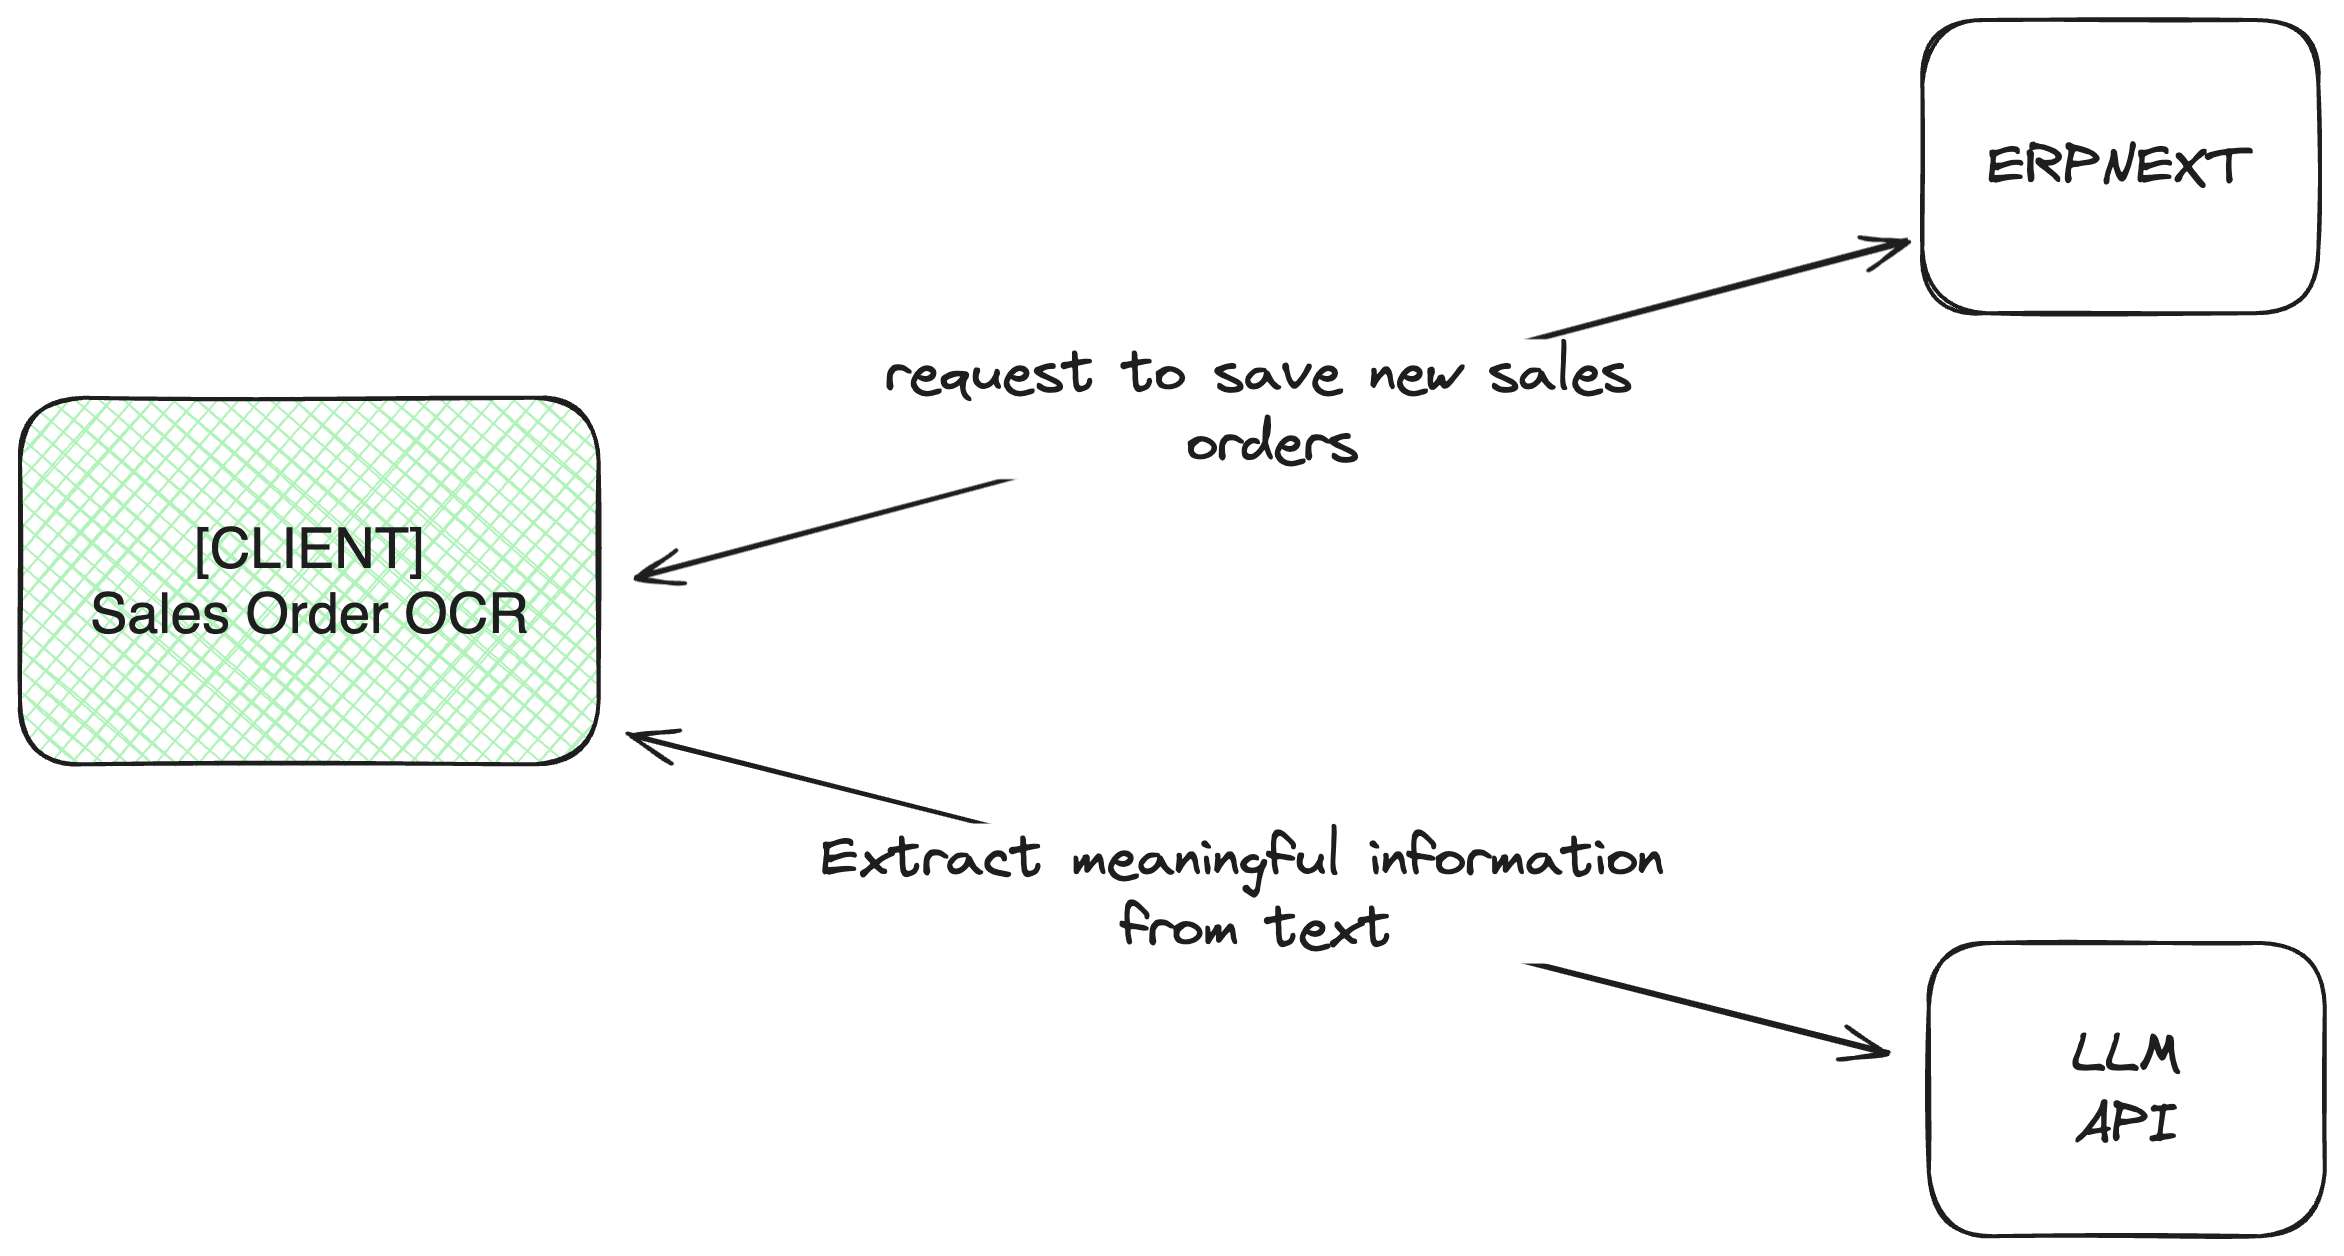 ERPNEXT
request to save new sales
orders
[CLIENT]
Sales Order OCR
Extract meaningful information
from text
LLM
API